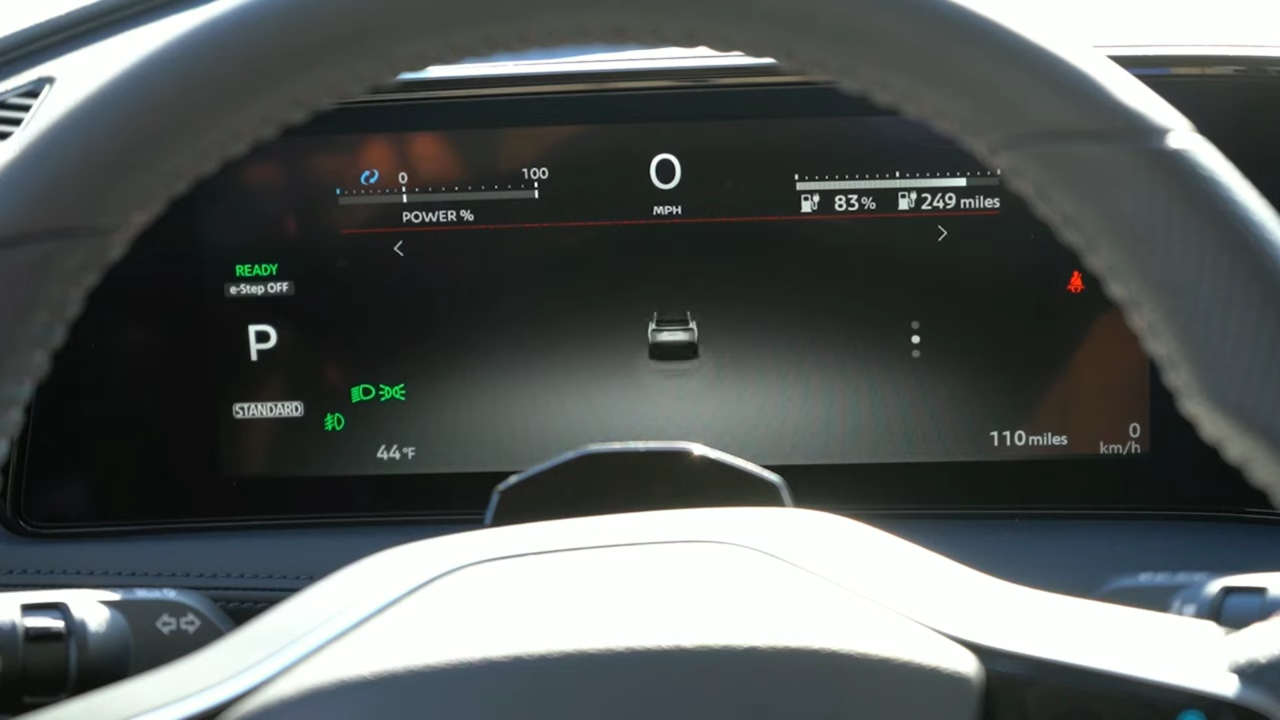 0
100
POWER %
0
MPH
83%
249 miles
READY
e-Step OFF
P
STANDARD
44°F
110 miles
0
km/h